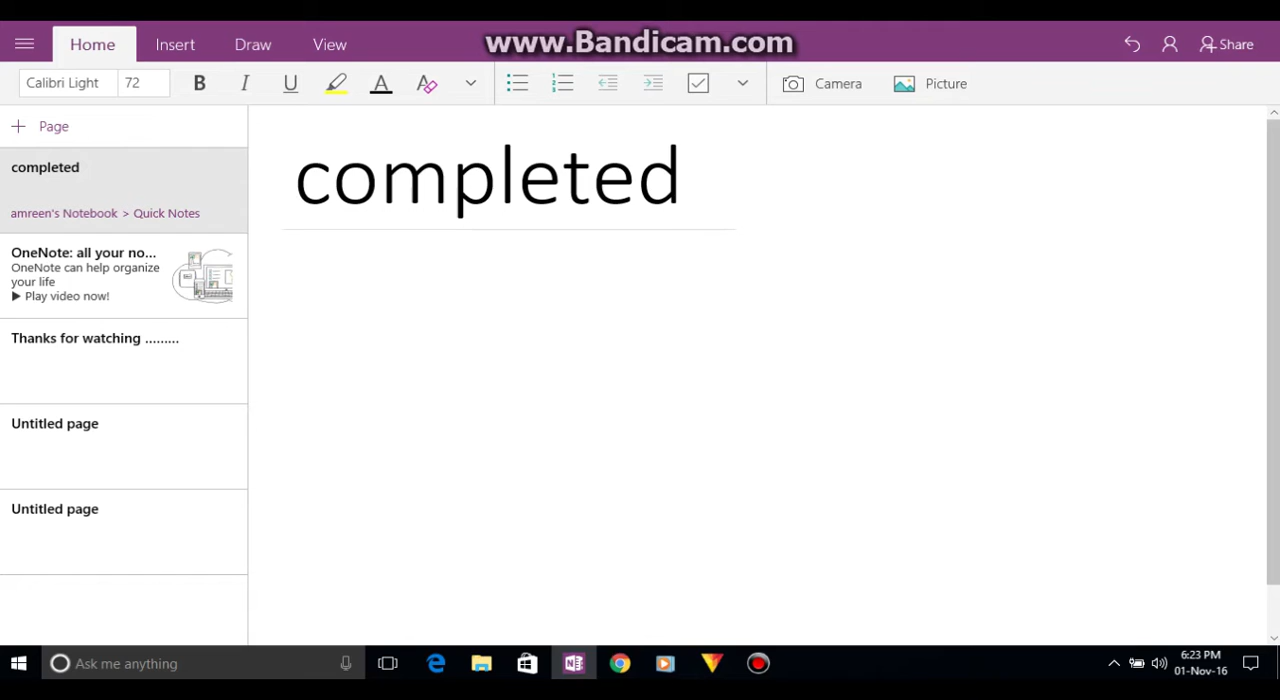 www.Bandicam.com
Home Insert Draw View Share
Calibri Light 72 B I U A A Camera Picture
Page
completed
amreen's Notebook > Quick Notes
OneNote: all your no...
OneNote can help organize
your life
Play video now!
Thanks for watching .........
Untitled page
Untitled page
completed
Ask me anything
6:23 PM
01-Nov-16